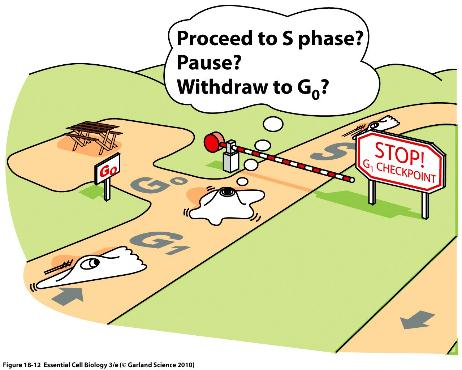 Proceed to S phase?
Pause?
Withdraw to G₀?
STOP!
G₁ CHECKPOINT
S
G₀
G₀
G₁
Figure 18-12 Essential Cell Biology 3/e (© Garland Science 2010)